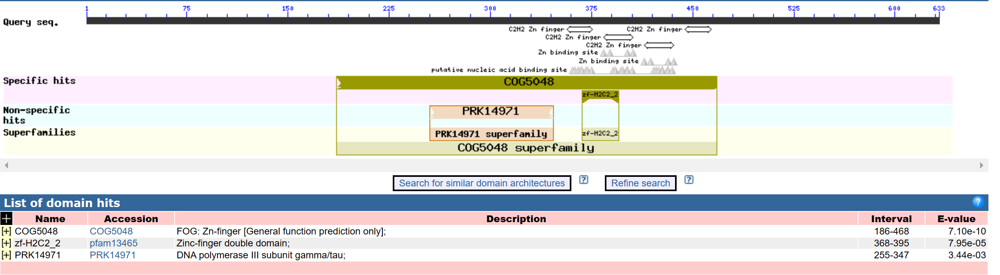 1 75 150 225 300 375 450 525 600 633
Query seq.
C2H2 Zn finger C2H2 Zn finger
C2H2 Zn finger
C2H2 Zn finger
Zn binding site
Zn binding site
putative nucleic acid binding site
Specific hits COG5048
zf-H2C2_2
Non-specific hits PRK14971
Superfamilies PRK14971 superfamily zf-H2C2_2
COG5048 superfamily
Search for similar domain architectures ? Refine search ?
List of domain hits ?
Name Accession Description Interval E-value
[+] COG5048 COG5048 FOG: Zn-finger [General function prediction only]; 186-468 7.10e-10
[+] zf-H2C2_2 pfam13465 Zinc-finger double domain; 368-395 7.95e-05
[+] PRK14971 PRK14971 DNA polymerase III subunit gamma/tau; 255-347 3.44e-03